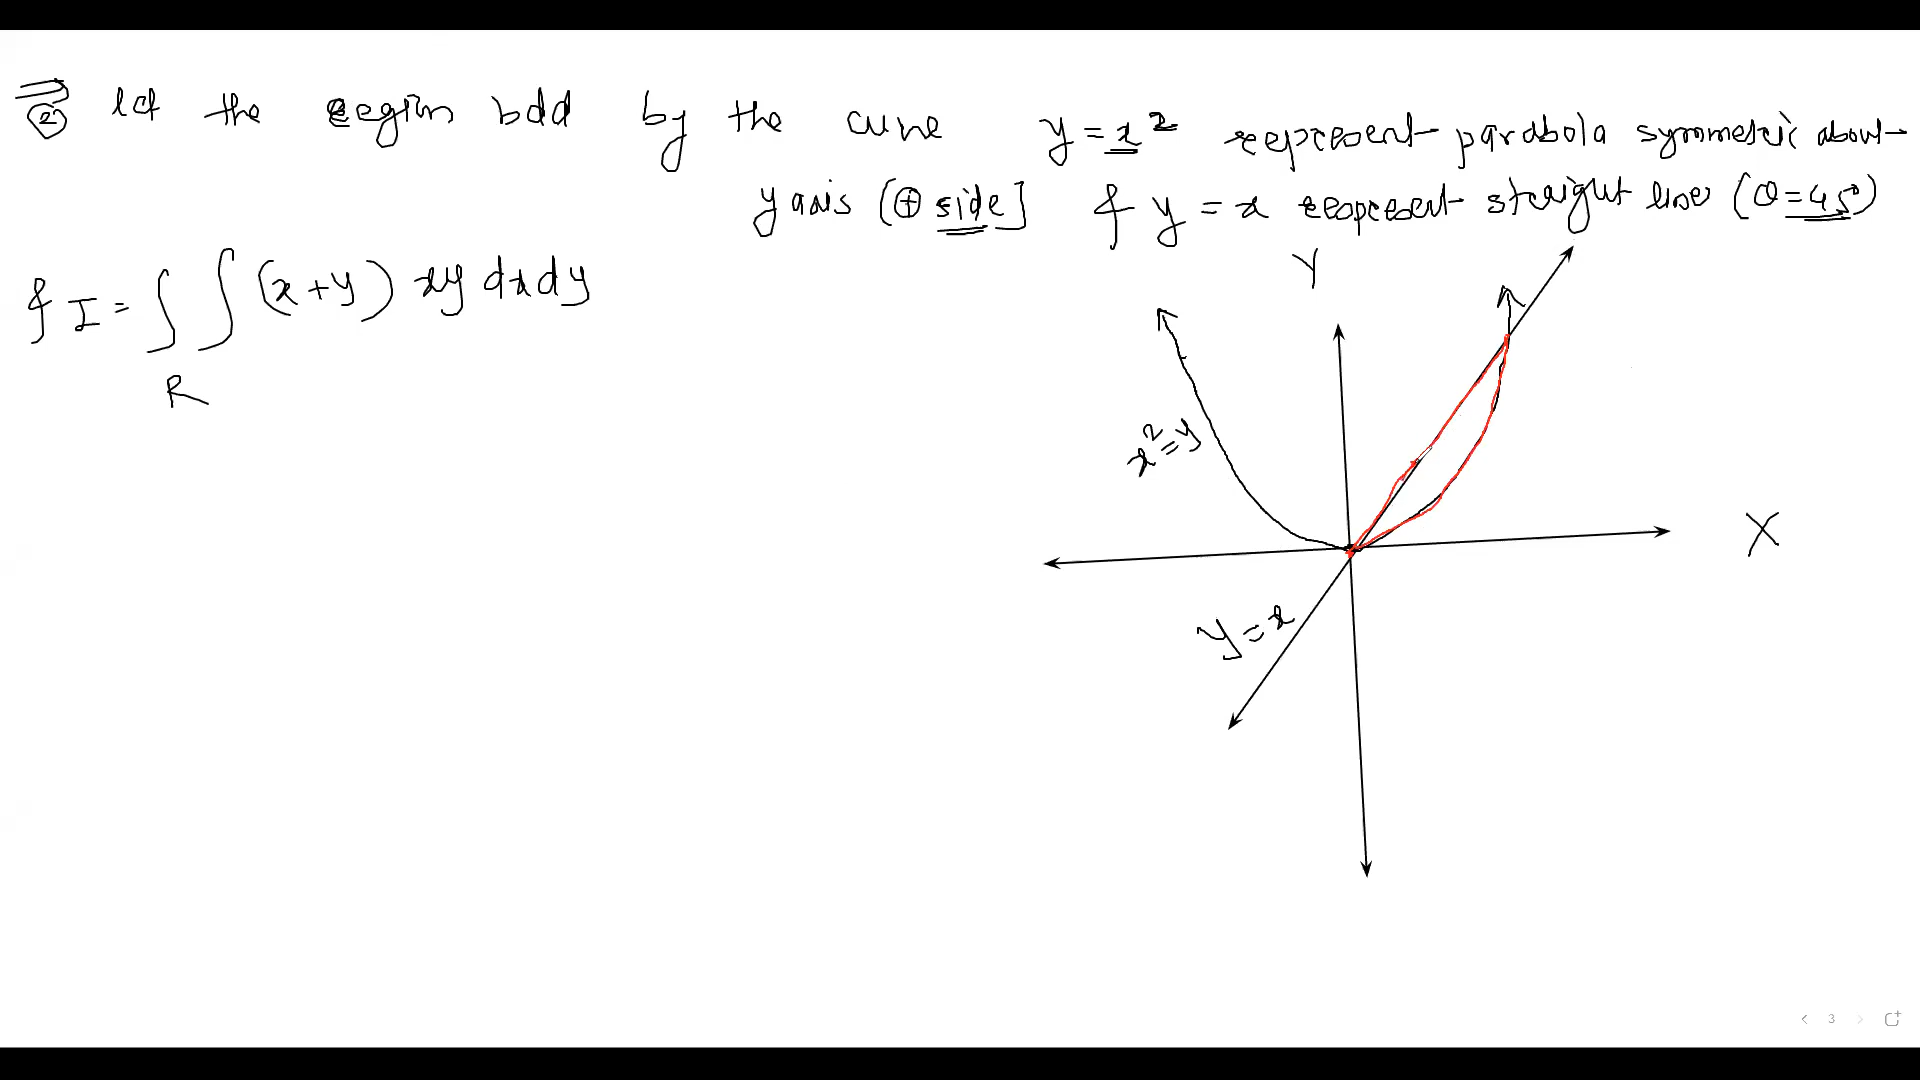 ② let the region bdd by the curve y = x² represent parabola symmetric about
y axis (⊕ side] & y = x represent straight line (θ = 45°)
& I = ∫ ∫ (x + y) xy dx dy
R
Y
x² = y
X
y = x
3